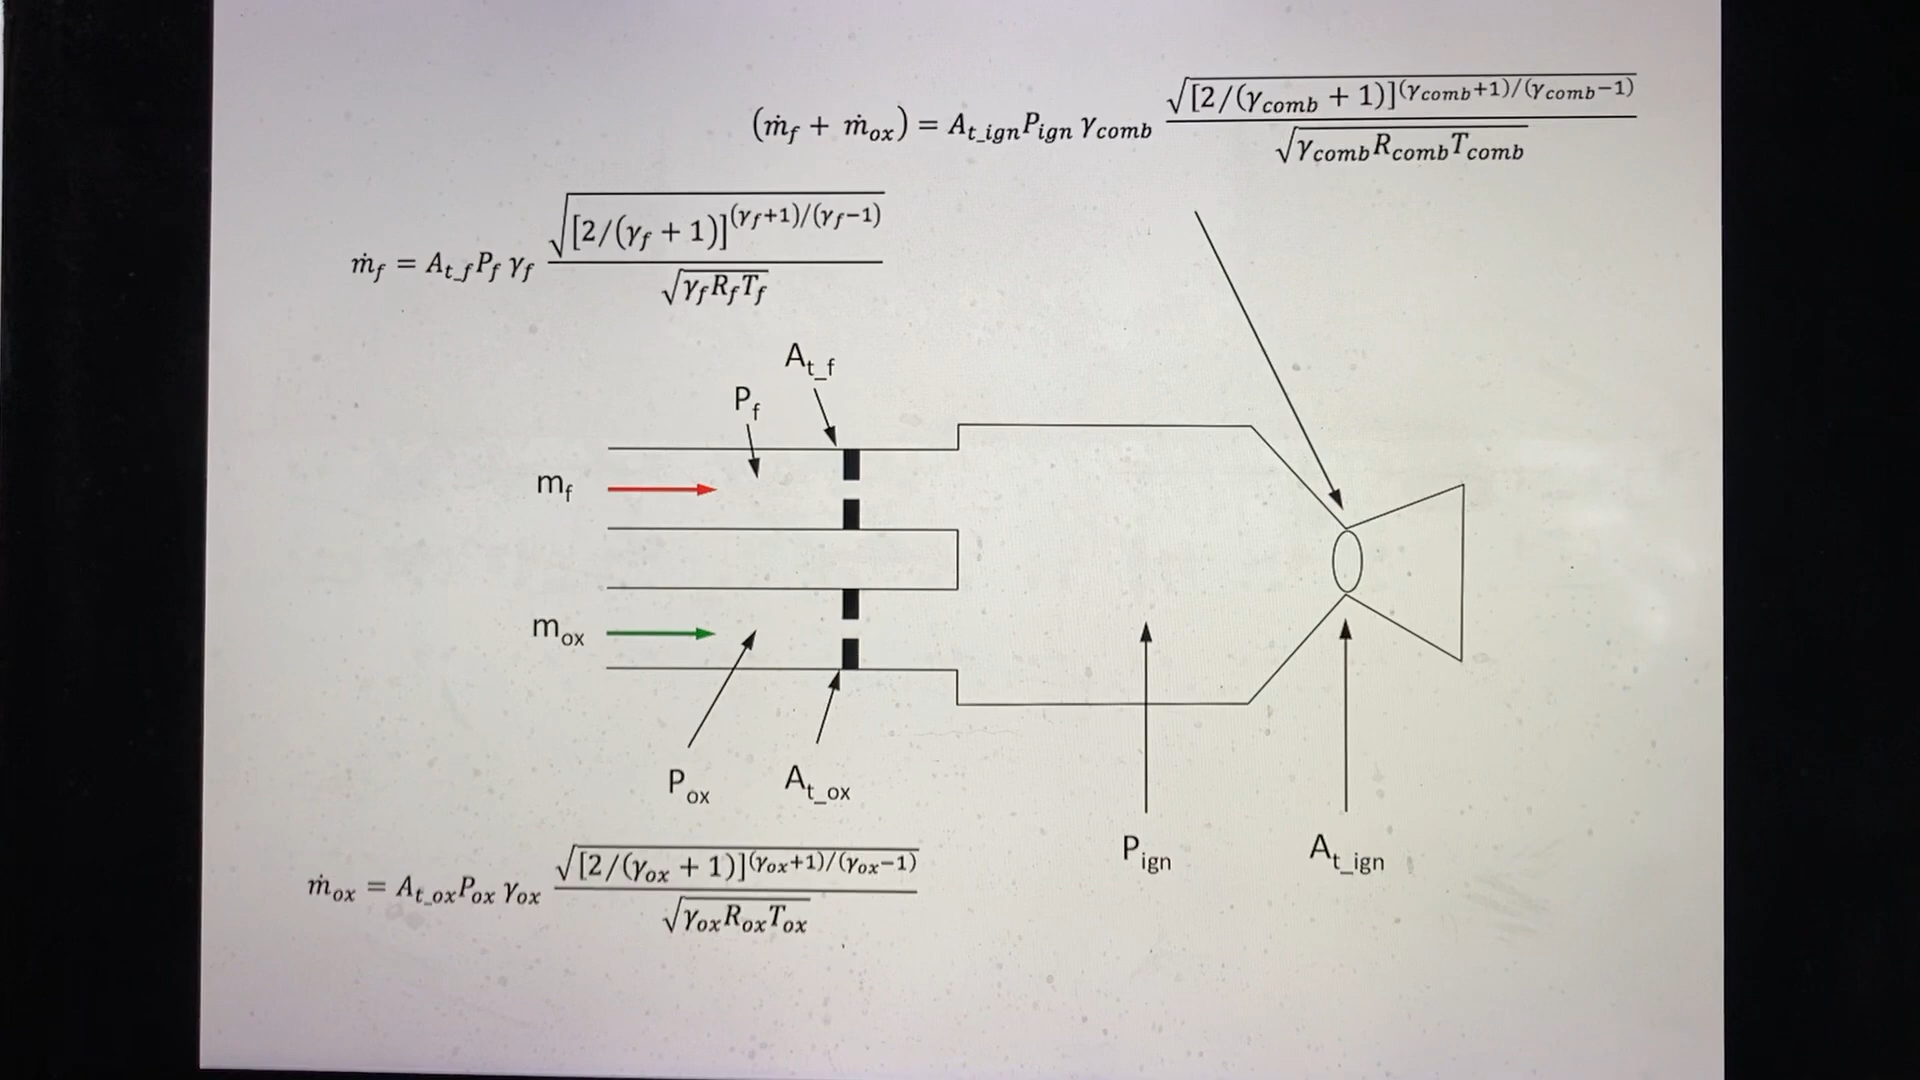 (ṁ_f + ṁ_ox) = A_t_ign P_ign γ_comb √([2/(γ_comb + 1)]^((γ_comb+1)/(γ_comb−1))) / √(γ_comb R_comb T_comb)
ṁ_f = A_t_f P_f γ_f √([2/(γ_f + 1)]^((γ_f+1)/(γ_f−1))) / √(γ_f R_f T_f)
A_t_f
P_f
m_f
m_ox
P_ox
A_t_ox
P_ign
A_t_ign
ṁ_ox = A_t_ox P_ox γ_ox √([2/(γ_ox + 1)]^((γ_ox+1)/(γ_ox−1))) / √(γ_ox R_ox T_ox)